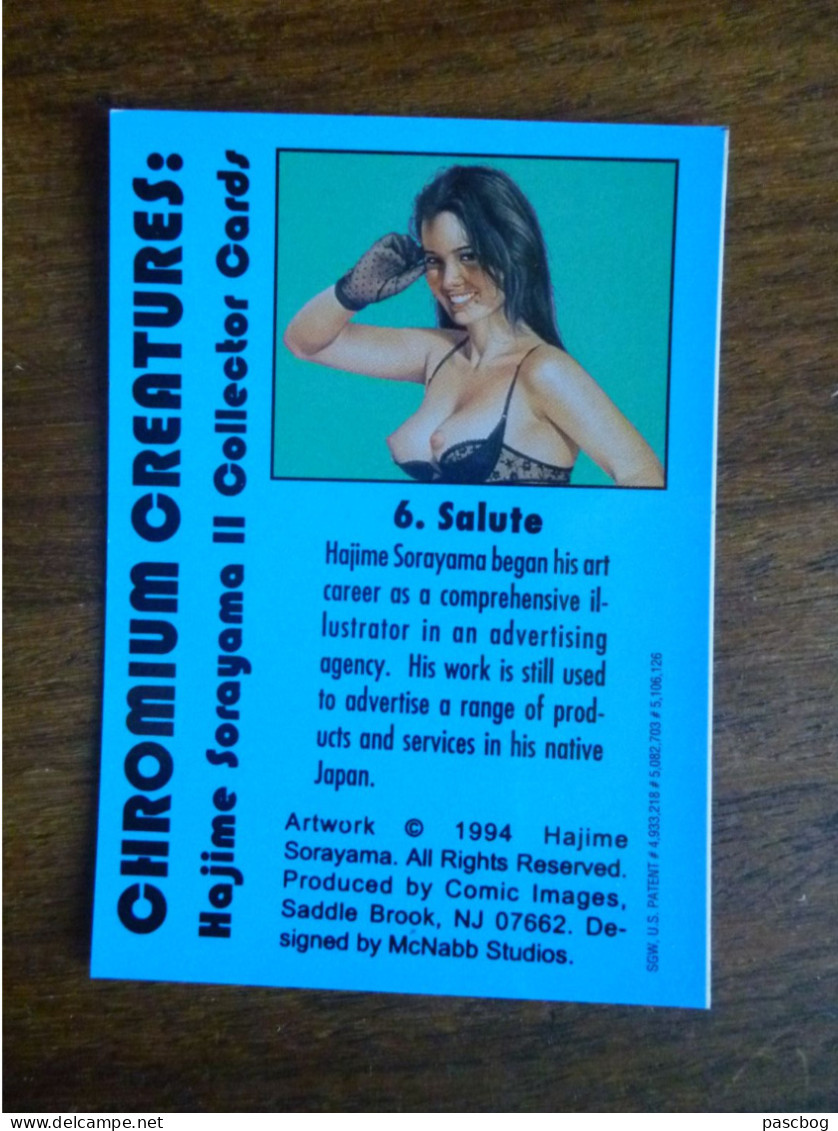 CHROMIUM CREATURES:
Hajime Sorayama II Collector Cards
6. Salute
Hajime Sorayama began his art
career as a comprehensive il-
lustrator in an advertising
agency. His work is still used
to advertise a range of prod-
ucts and services in his native
Japan.
Artwork © 1994 Hajime
Sorayama. All Rights Reserved.
Produced by Comic Images,
Saddle Brook, NJ 07662. De-
signed by McNabb Studios.
SGW, U.S. PATENT # 4,933,218 # 5,082,703 # 5,106,126
delcampe.net
pascbog